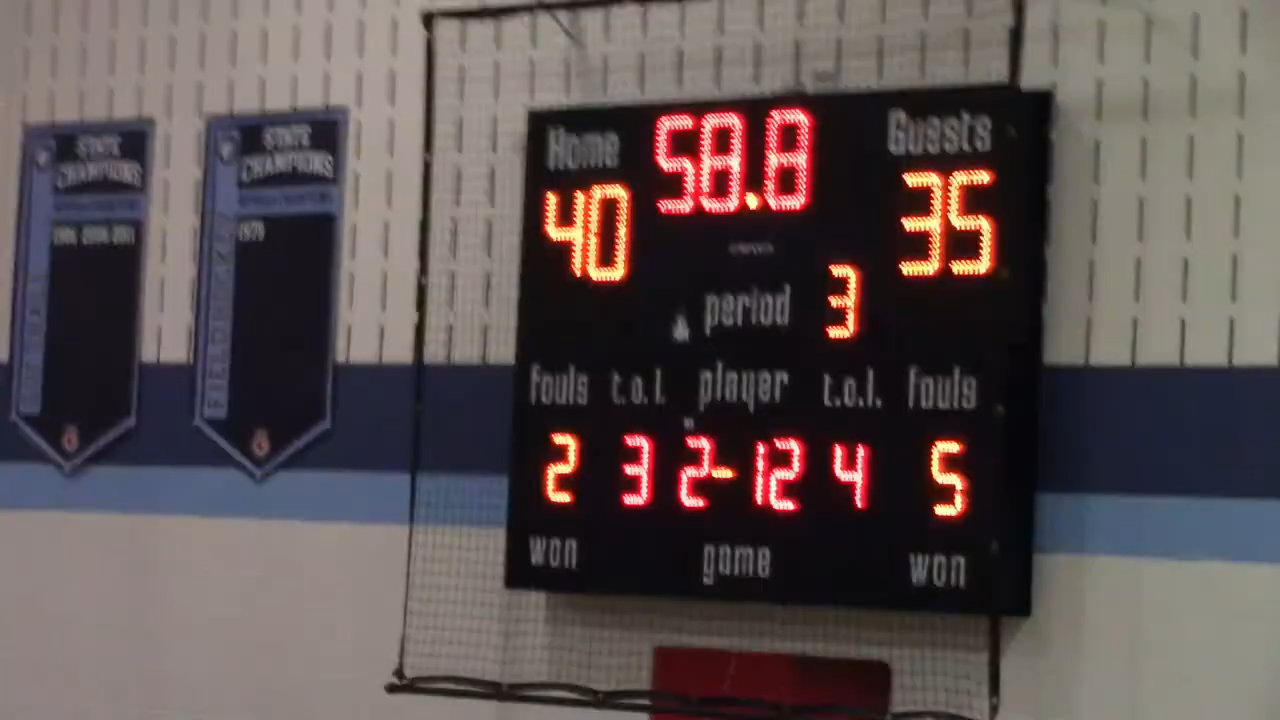 STATE
CHAMPIONS
STATE
CHAMPIONS
1979
Home 58.8 Guests
40 35
period 3
fouls t.o.l. player t.o.l. fouls
2 3 2-12 4 5
won game won